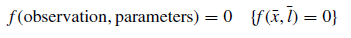 f(observation, parameters) = 0 {f(x̄, l̄) = 0}